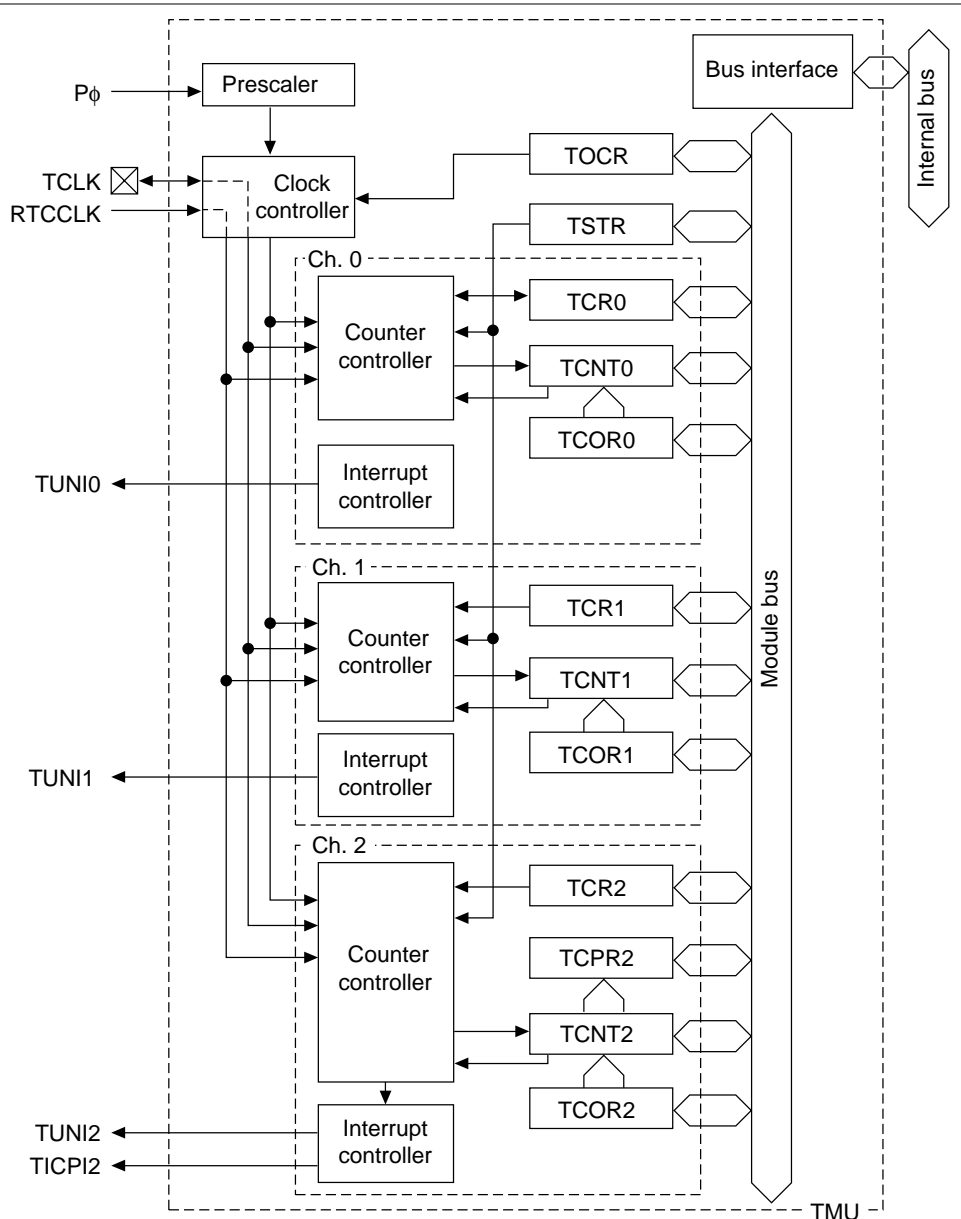 Bus interface
Internal bus
Prescaler
Pϕ
TOCR
TCLK
Clock
controller
RTCCLK
TSTR
Ch. 0
TCR0
Counter
controller
TCNT0
TCOR0
Interrupt
controller
TUNI0
Ch. 1
TCR1
Counter
controller
TCNT1
Module bus
TCOR1
Interrupt
controller
TUNI1
Ch. 2
TCR2
Counter
controller
TCPR2
TCNT2
TCOR2
Interrupt
controller
TUNI2
TICPI2
TMU